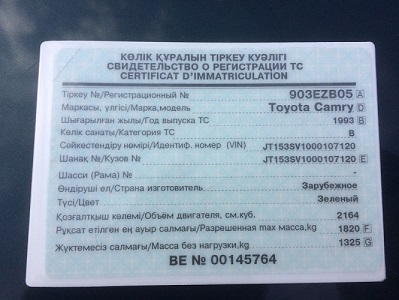 КӨЛІК ҚҰРАЛЫН ТІРКЕУ КУӘЛІГІ
СВИДЕТЕЛЬСТВО О РЕГИСТРАЦИИ ТС
CERTIFICAT D'IMMATRICULATION
Тіркеу №/Регистрационный № 903EZB05 A
Маркасы, үлгісі/Марка,модель Toyota Camry D
Шығарылған жылы/Год выпуска ТС 1993 B
Көлік санаты/Категория ТС B
Сәйкестендіру нөмірі/Идентиф. номер (VIN) JT153SV1000107120
Шанақ №/Кузов № JT153SV1000107120 E
Шасси (Рама) № -
Өндіруші ел/Страна изготовитель Зарубежное
Түсі/Цвет Зеленый
Қозғалтқыш көлемі/Объем двигателя, см.куб. 2164
Рұқсат етілген ең ауыр салмағы/Разрешенная max масса,kg 1820 F
Жүктемесіз салмағы/Масса без нагрузки,kg 1325 G
BE № 00145764